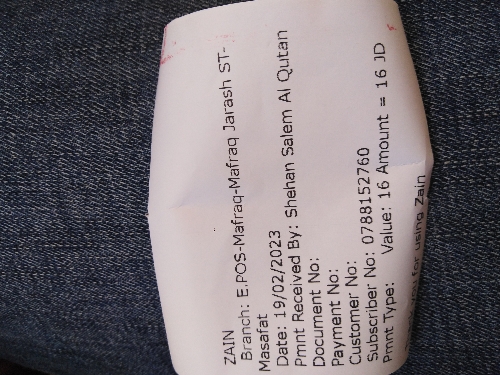 ZAIN
Branch: E.POS-Mafraq-Mafraq Jarash ST-
Masafat
Date: 19/02/2023
Pmnt Received By: Shehan Salem Al Qutan
Document No:
Payment No:
Customer No:
Subscriber No: 0788152760
Pmnt Type: Value: 16 Amount = 16 JD
you for using Zain